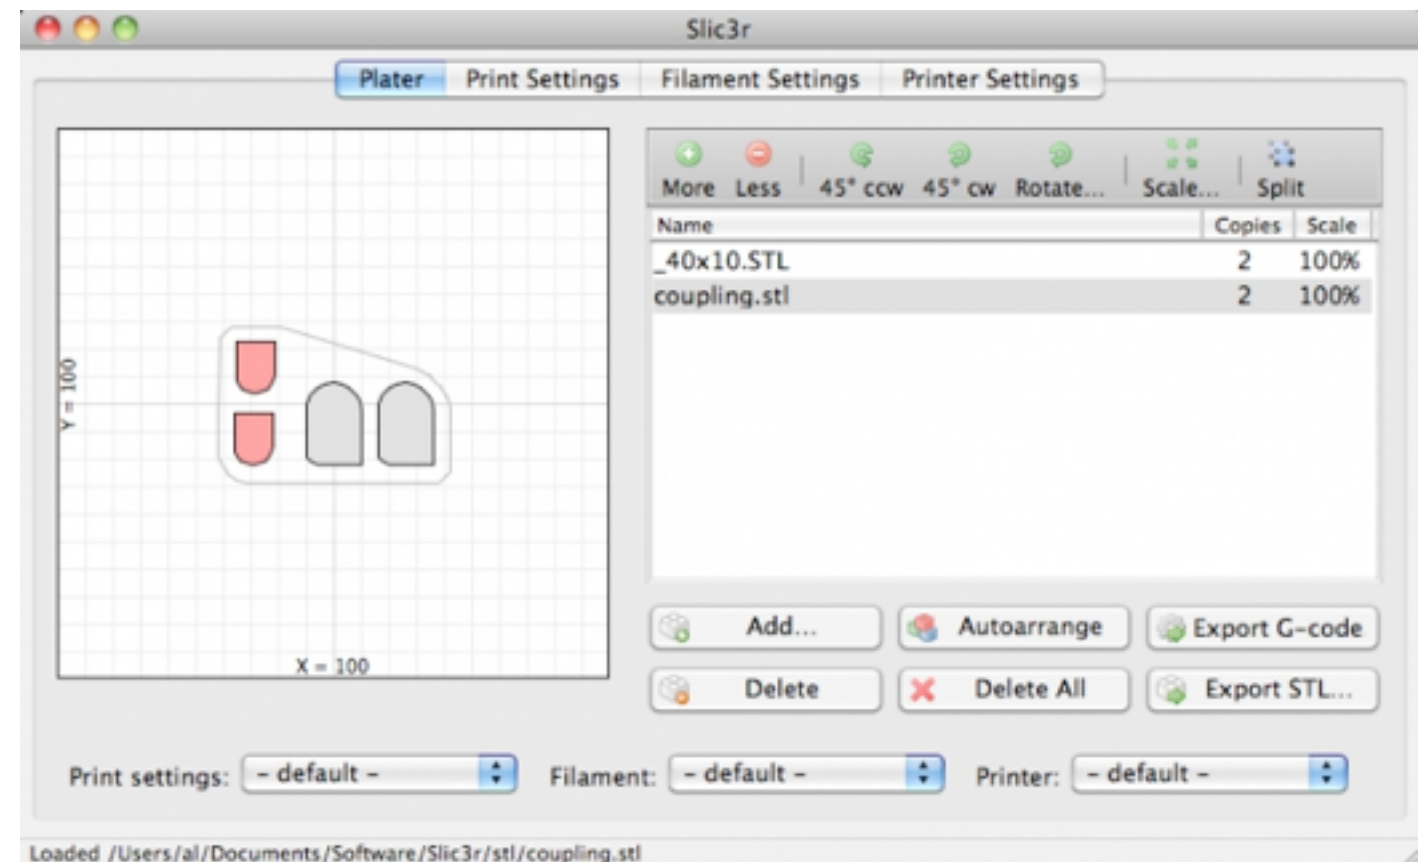 Slic3r
Plater Print Settings Filament Settings Printer Settings
More Less 45° ccw 45° cw Rotate... Scale... Split
Name Copies Scale
_40x10.STL 2 100%
coupling.stl 2 100%
Y = 100
X = 100
Add... Autoarrange Export G-code
Delete Delete All Export STL...
Print settings: - default - Filament: - default - Printer: - default -
Loaded /Users/al/Documents/Software/Slic3r/stl/coupling.stl